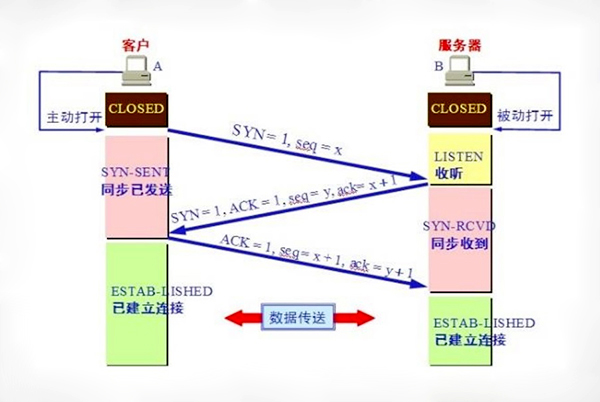 客户
服务器
A
B
CLOSED
CLOSED
主动打开
被动打开
SYN= 1, seq = x
LISTEN
收听
SYN-SENT
同步已发送
SYN=1, ACK = 1, seq= y, ack= x+1
SYN-RCVD
同步收到
ACK= 1, seq= x+1, ack = y+1
ESTAB-LISHED
已建立连接
数据传送
ESTAB-LISHED
已建立连接